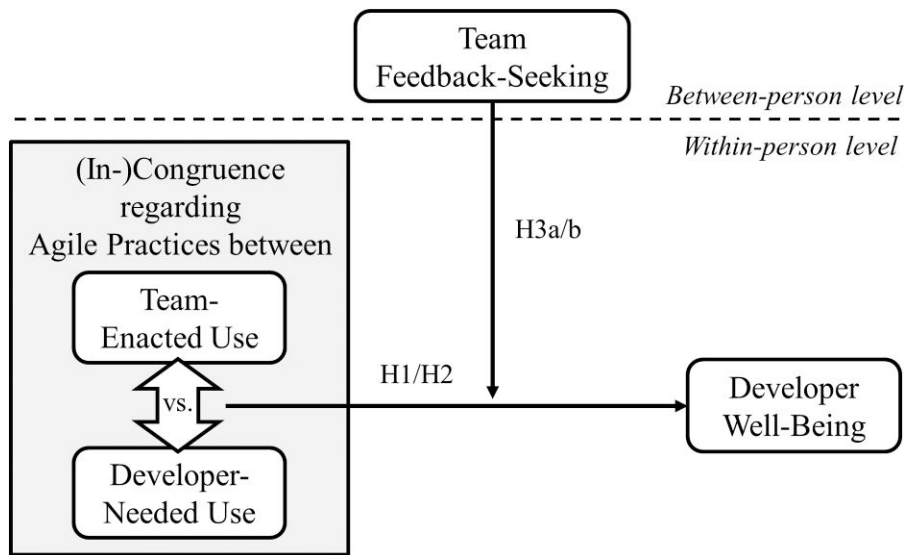 Team
Feedback-Seeking
Between-person level
Within-person level
(In-)Congruence
regarding
Agile Practices between
Team-
Enacted Use
vs.
Developer-
Needed Use
H3a/b
H1/H2
Developer
Well-Being